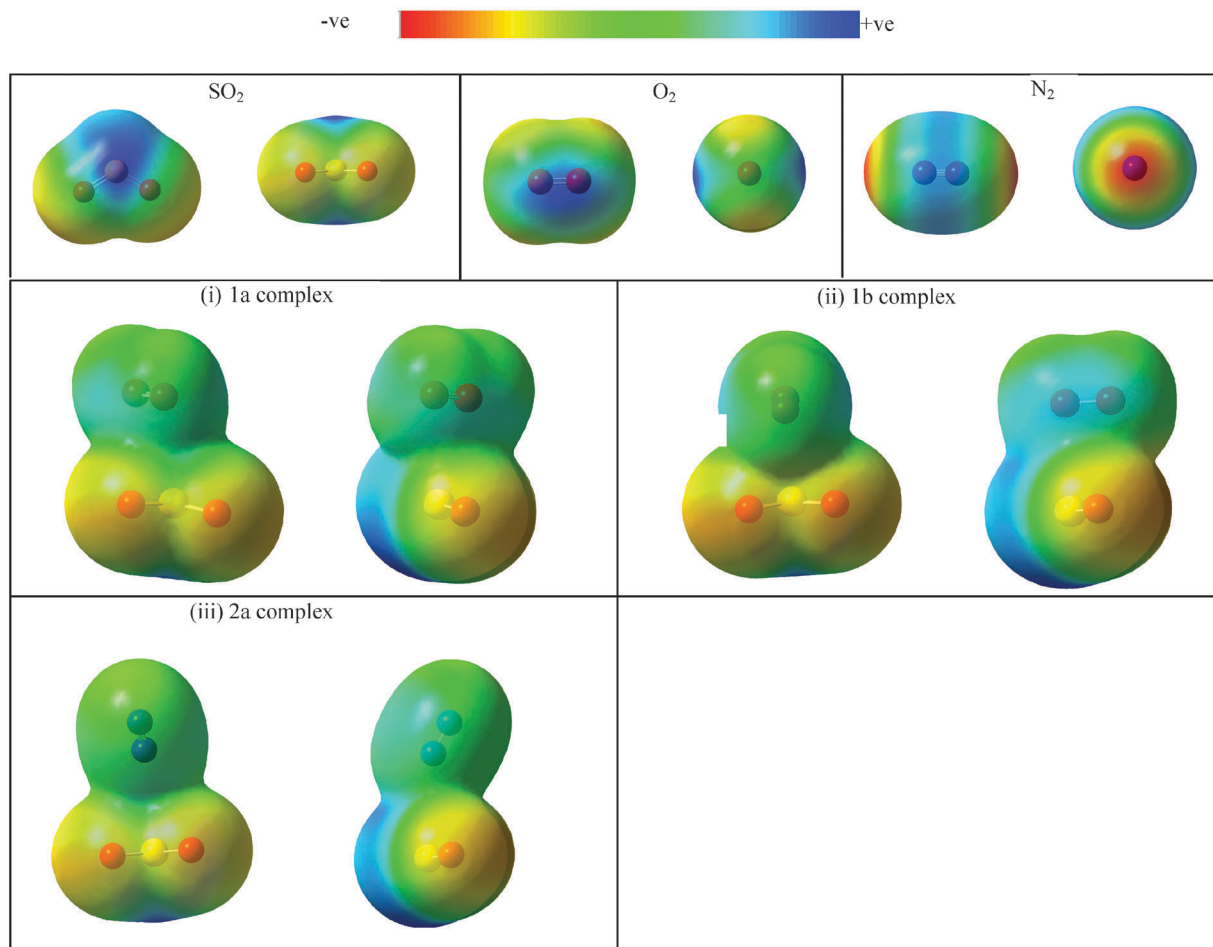 -ve +ve
SO₂ O₂ N₂
(i) 1a complex (ii) 1b complex
(iii) 2a complex